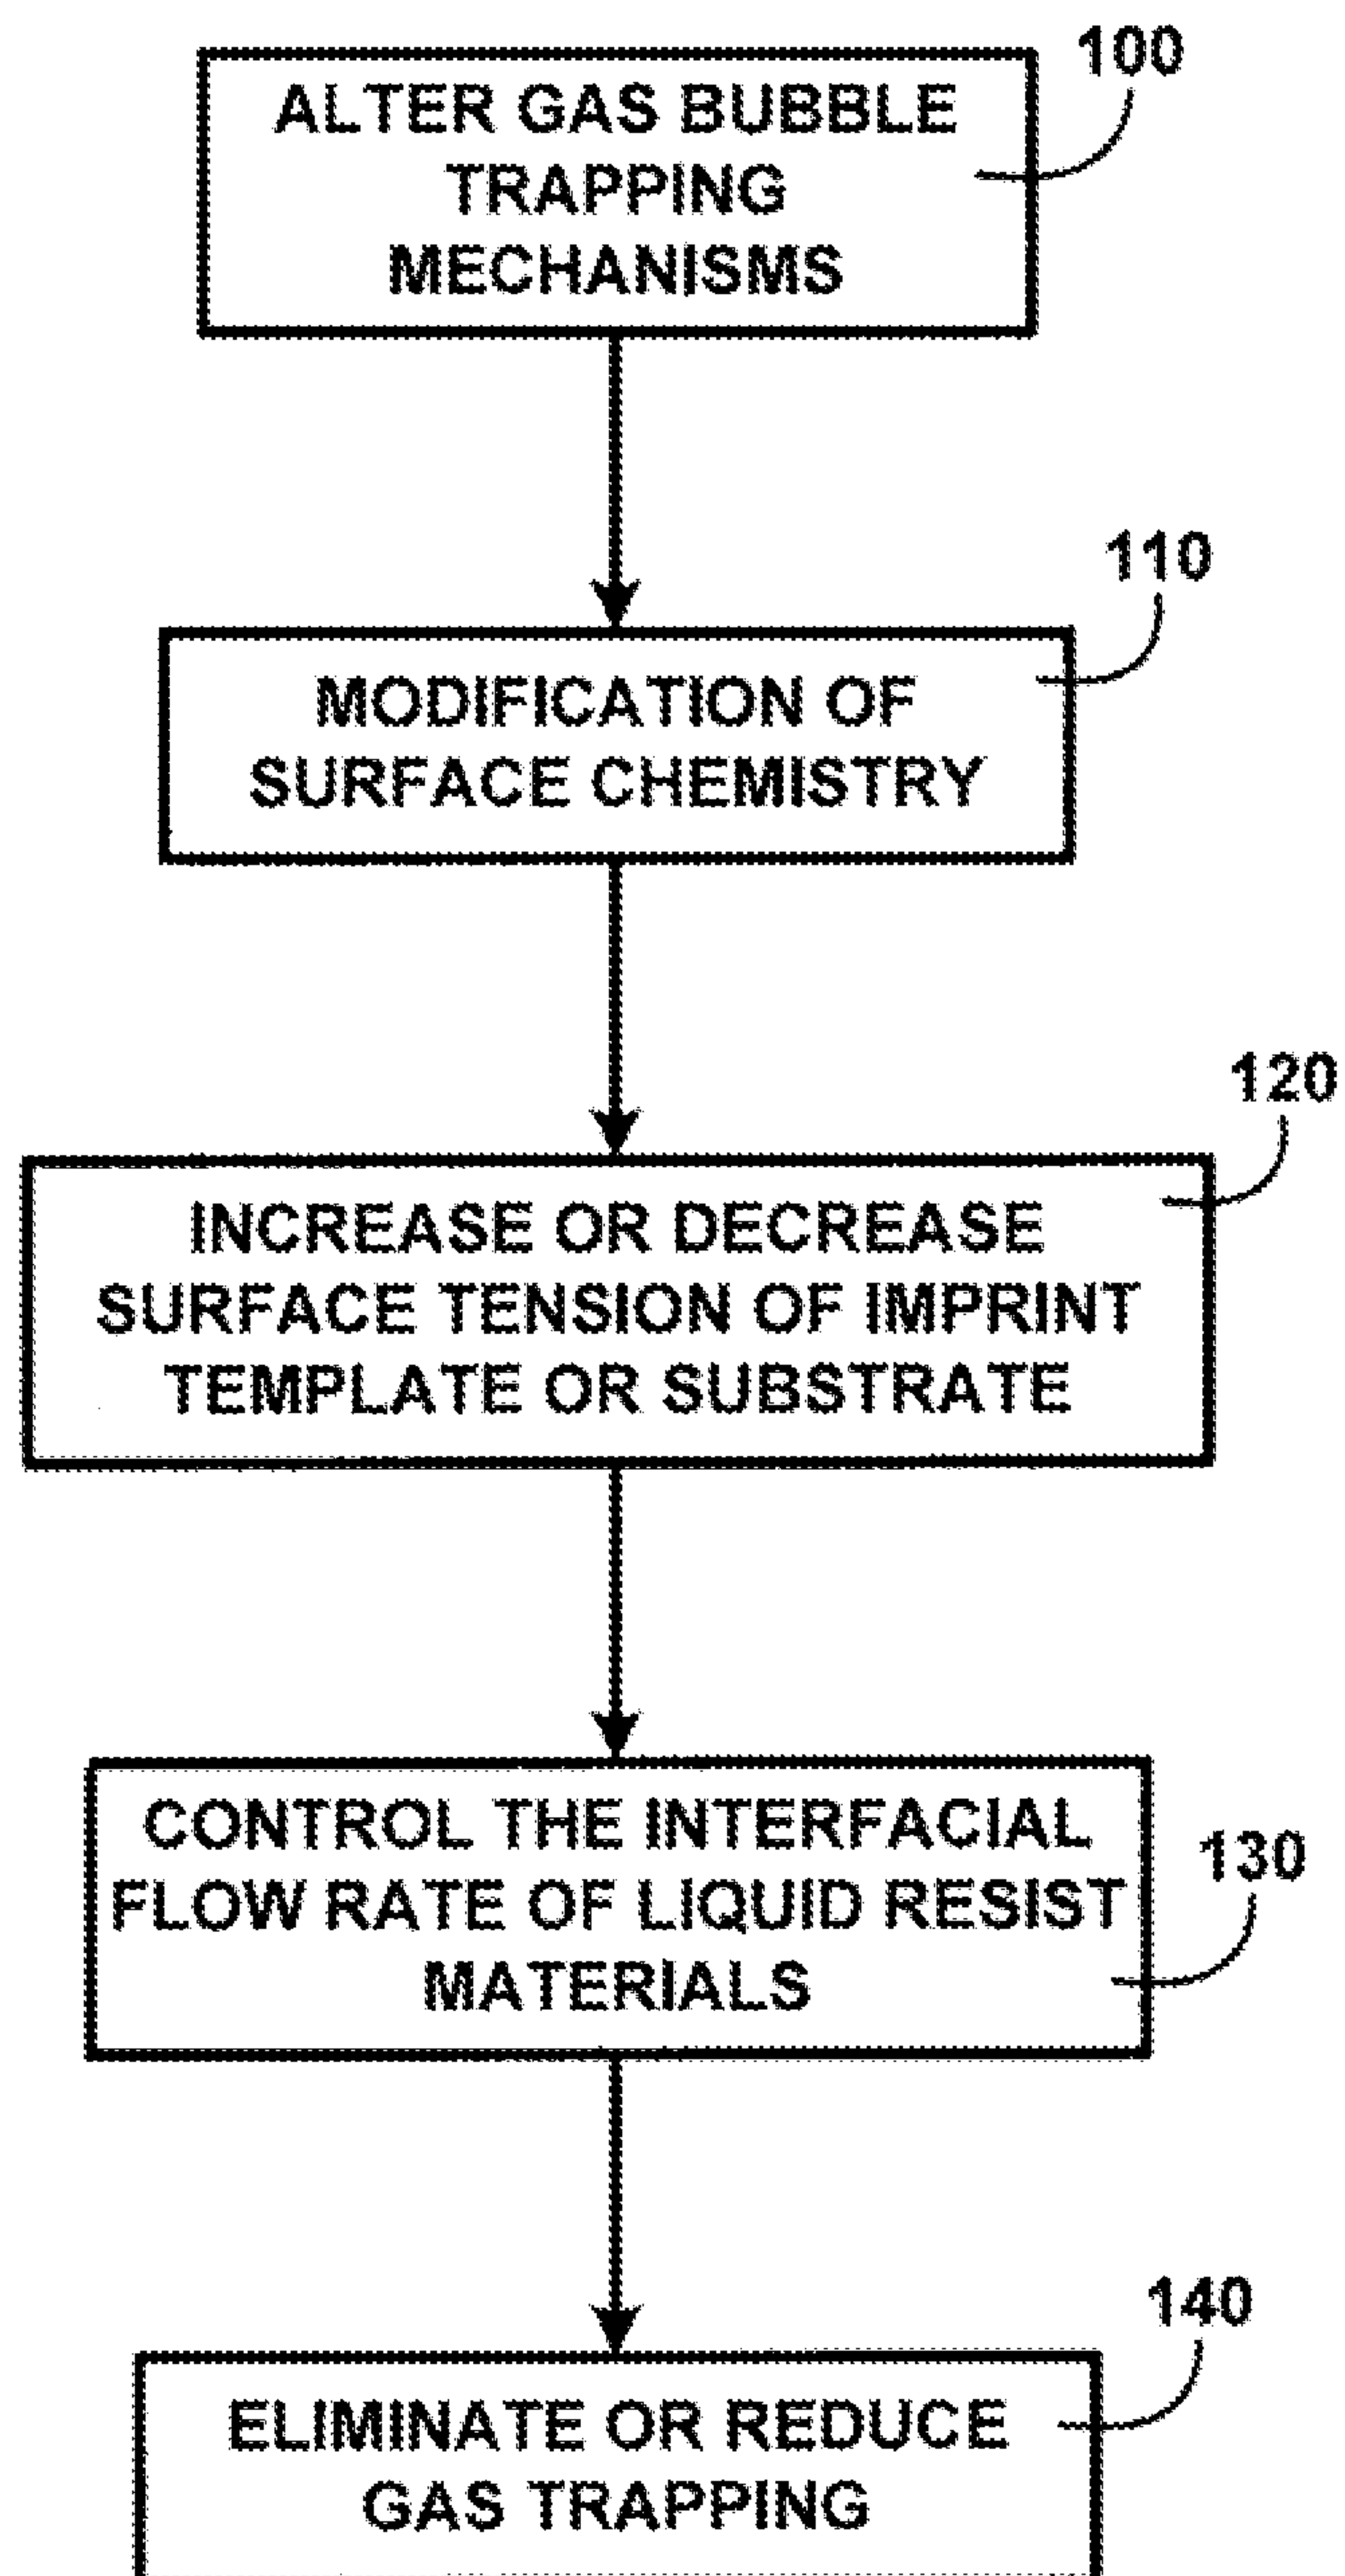 100
ALTER GAS BUBBLE
TRAPPING
MECHANISMS
110
MODIFICATION OF
SURFACE CHEMISTRY
120
INCREASE OR DECREASE
SURFACE TENSION OF IMPRINT
TEMPLATE OR SUBSTRATE
CONTROL THE INTERFACIAL
130
FLOW RATE OF LIQUID RESIST
MATERIALS
140
ELIMINATE OR REDUCE
GAS TRAPPING